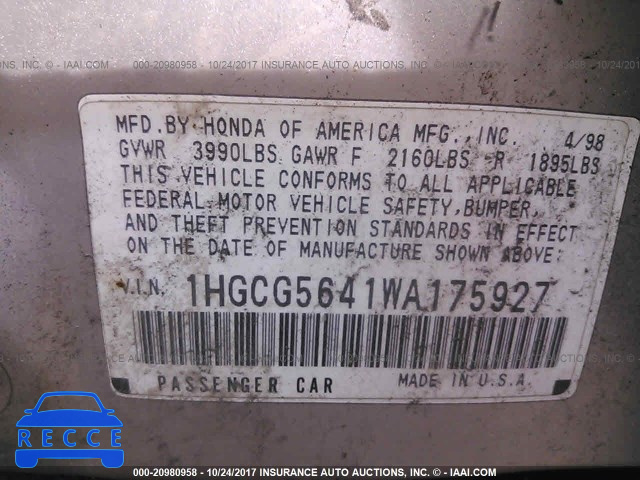 000-20980958 - 10/24/2017 INSURANCE AUTO AUCTIONS, INC. - © IAAI.COM
MFD.BY HONDA OF AMERICA MFG.,INC. 4/98
GVWR 3990LBS GAWR F 2160LBS R 1895LBS
THIS VEHICLE CONFORMS TO ALL APPLICABLE
FEDERAL MOTOR VEHICLE SAFETY,BUMPER,
AND THEFT PREVENTION STANDARDS IN EFFECT
ON THE DATE OF MANUFACTURE SHOWN ABOVE:
V.I.N. 1HGCG5641WA175927
PASSENGER CAR MADE IN U.S.A.
RECCE
000-20980958 - 10/24/2017 INSURANCE AUTO AUCTIONS, INC. - © IAAI.COM